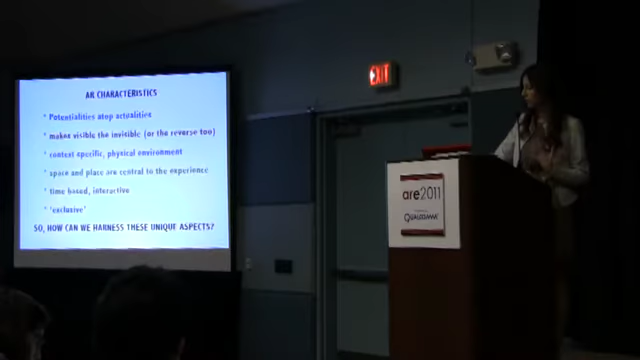 AR CHARACTERISTICS
* Potentialities atop actualities
* makes visible the invisible (or the reverse too)
* context specific, physical environment
* space and place are central to the experience
* time based, interactive
* 'exclusive'
SO, HOW CAN WE HARNESS THESE UNIQUE ASPECTS?
EXIT
are2011
QUALCOMM